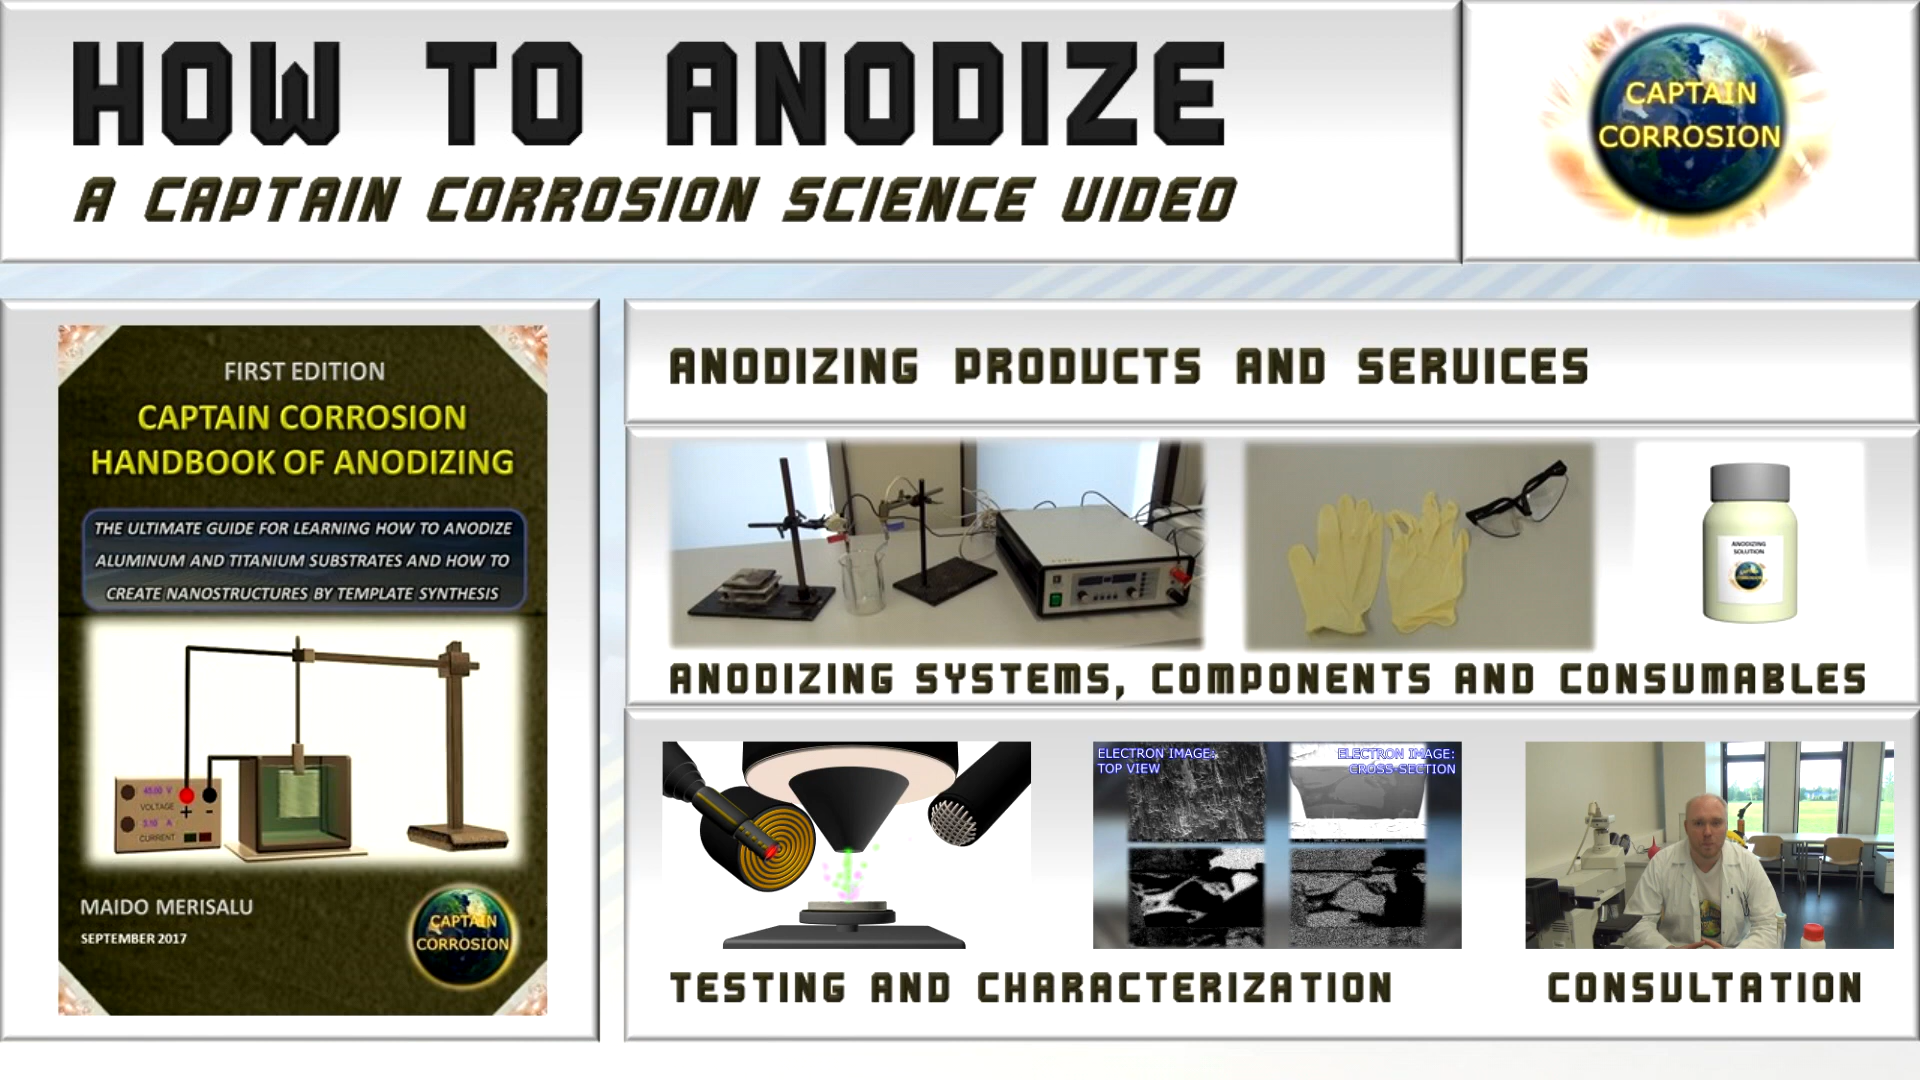 HOW TO ANODIZE
A CAPTAIN CORROSION SCIENCE VIDEO
CAPTAIN
CORROSION
FIRST EDITION
CAPTAIN CORROSION
HANDBOOK OF ANODIZING
THE ULTIMATE GUIDE FOR LEARNING HOW TO ANODIZE
ALUMINUM AND TITANIUM SUBSTRATES AND HOW TO
CREATE NANOSTRUCTURES BY TEMPLATE SYNTHESIS
VOLTAGE
CURRENT
MAIDO MERISALU
SEPTEMBER 2017
CAPTAIN
CORROSION
ANODIZING PRODUCTS AND SERVICES
ANODIZING
SOLUTION
ANODIZING SYSTEMS, COMPONENTS AND CONSUMABLES
ELECTRON IMAGE:
TOP VIEW
ELECTRON IMAGE:
CROSS-SECTION
TESTING AND CHARACTERIZATION
CONSULTATION